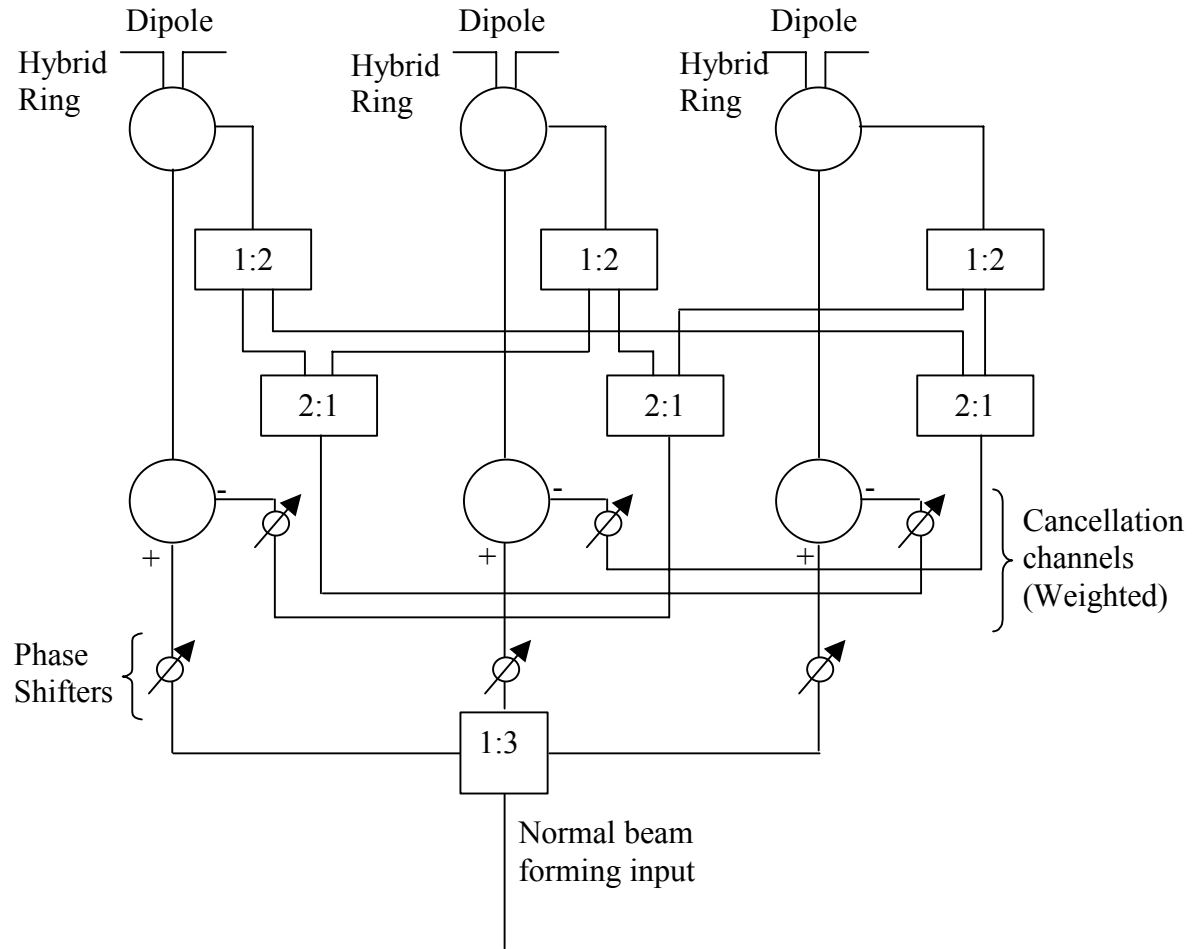 Dipole
Dipole
Dipole
Hybrid
Ring
Hybrid
Ring
Hybrid
Ring
1:2
1:2
1:2
2:1
2:1
2:1
-
-
-
+
+
+
Cancellation
channels
(Weighted)
Phase
Shifters
1:3
Normal beam
forming input